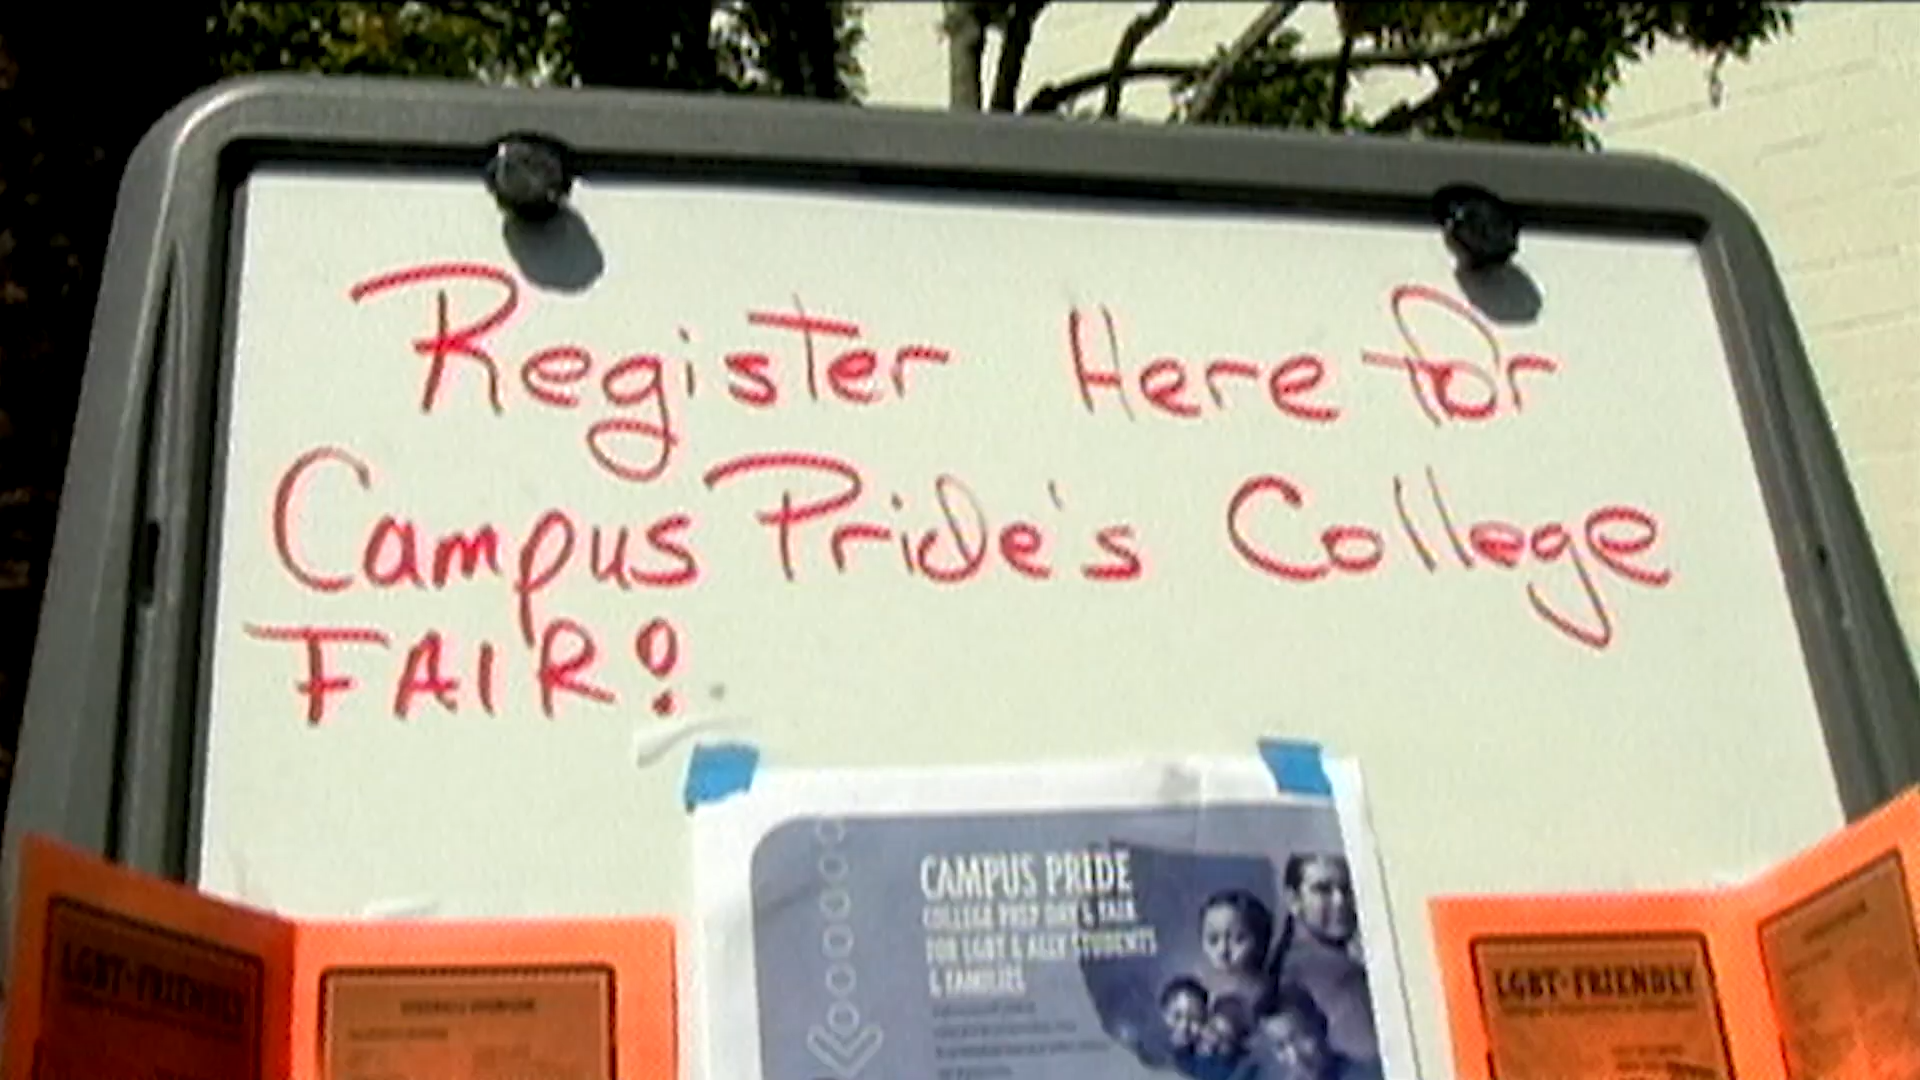 Register Here for
Campus Pride's College
FAIR!
CAMPUS PRIDE
COLLEGE PREP DAY & FAIR
FOR LGBT & ALLY STUDENTS
& FAMILIES
LGBT-FRIENDLY
LGBT-FRIENDLY